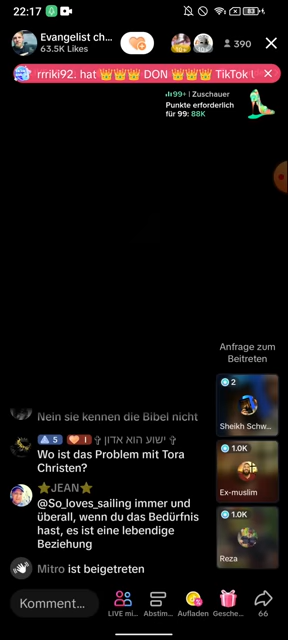 22:17
Evangelist ch...
63.5K Likes
10+
10+
390
rrriki92. hat 👑👑👑 DON 👑👑👑 TikTok
99+ | Zuschauer
Punkte erforderlich
für 99: 88K
Anfrage zum
Beitreten
2
Sheikh Schw...
1.0K
Ex-muslim
1.0K
Reza
Nein sie kennen die Bibel nicht
5 1 ✞ ישוע הוא אדון ✞
Wo ist das Problem mit Tora
Christen?
⭐JEAN⭐
@So_loves_sailing immer und
überall, wenn du das Bedürfnis
hast, es ist eine lebendige
Beziehung
Mitro ist beigetreten
Komment...
LIVE mi...
Abstim...
Aufladen
Gesche...
66